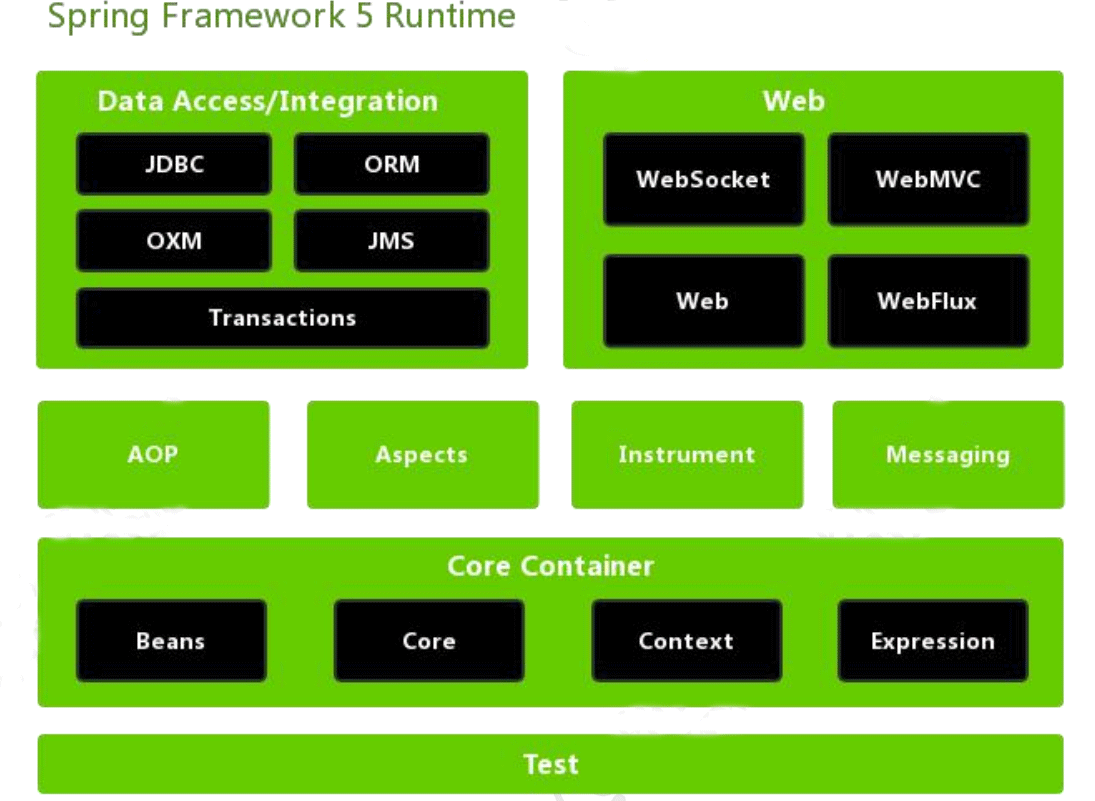 Spring Framework 5 Runtime
Data Access/Integration
JDBC
ORM
OXM
JMS
Transactions
Web
WebSocket
WebMVC
Web
WebFlux
AOP
Aspects
Instrument
Messaging
Core Container
Beans
Core
Context
Expression
Test